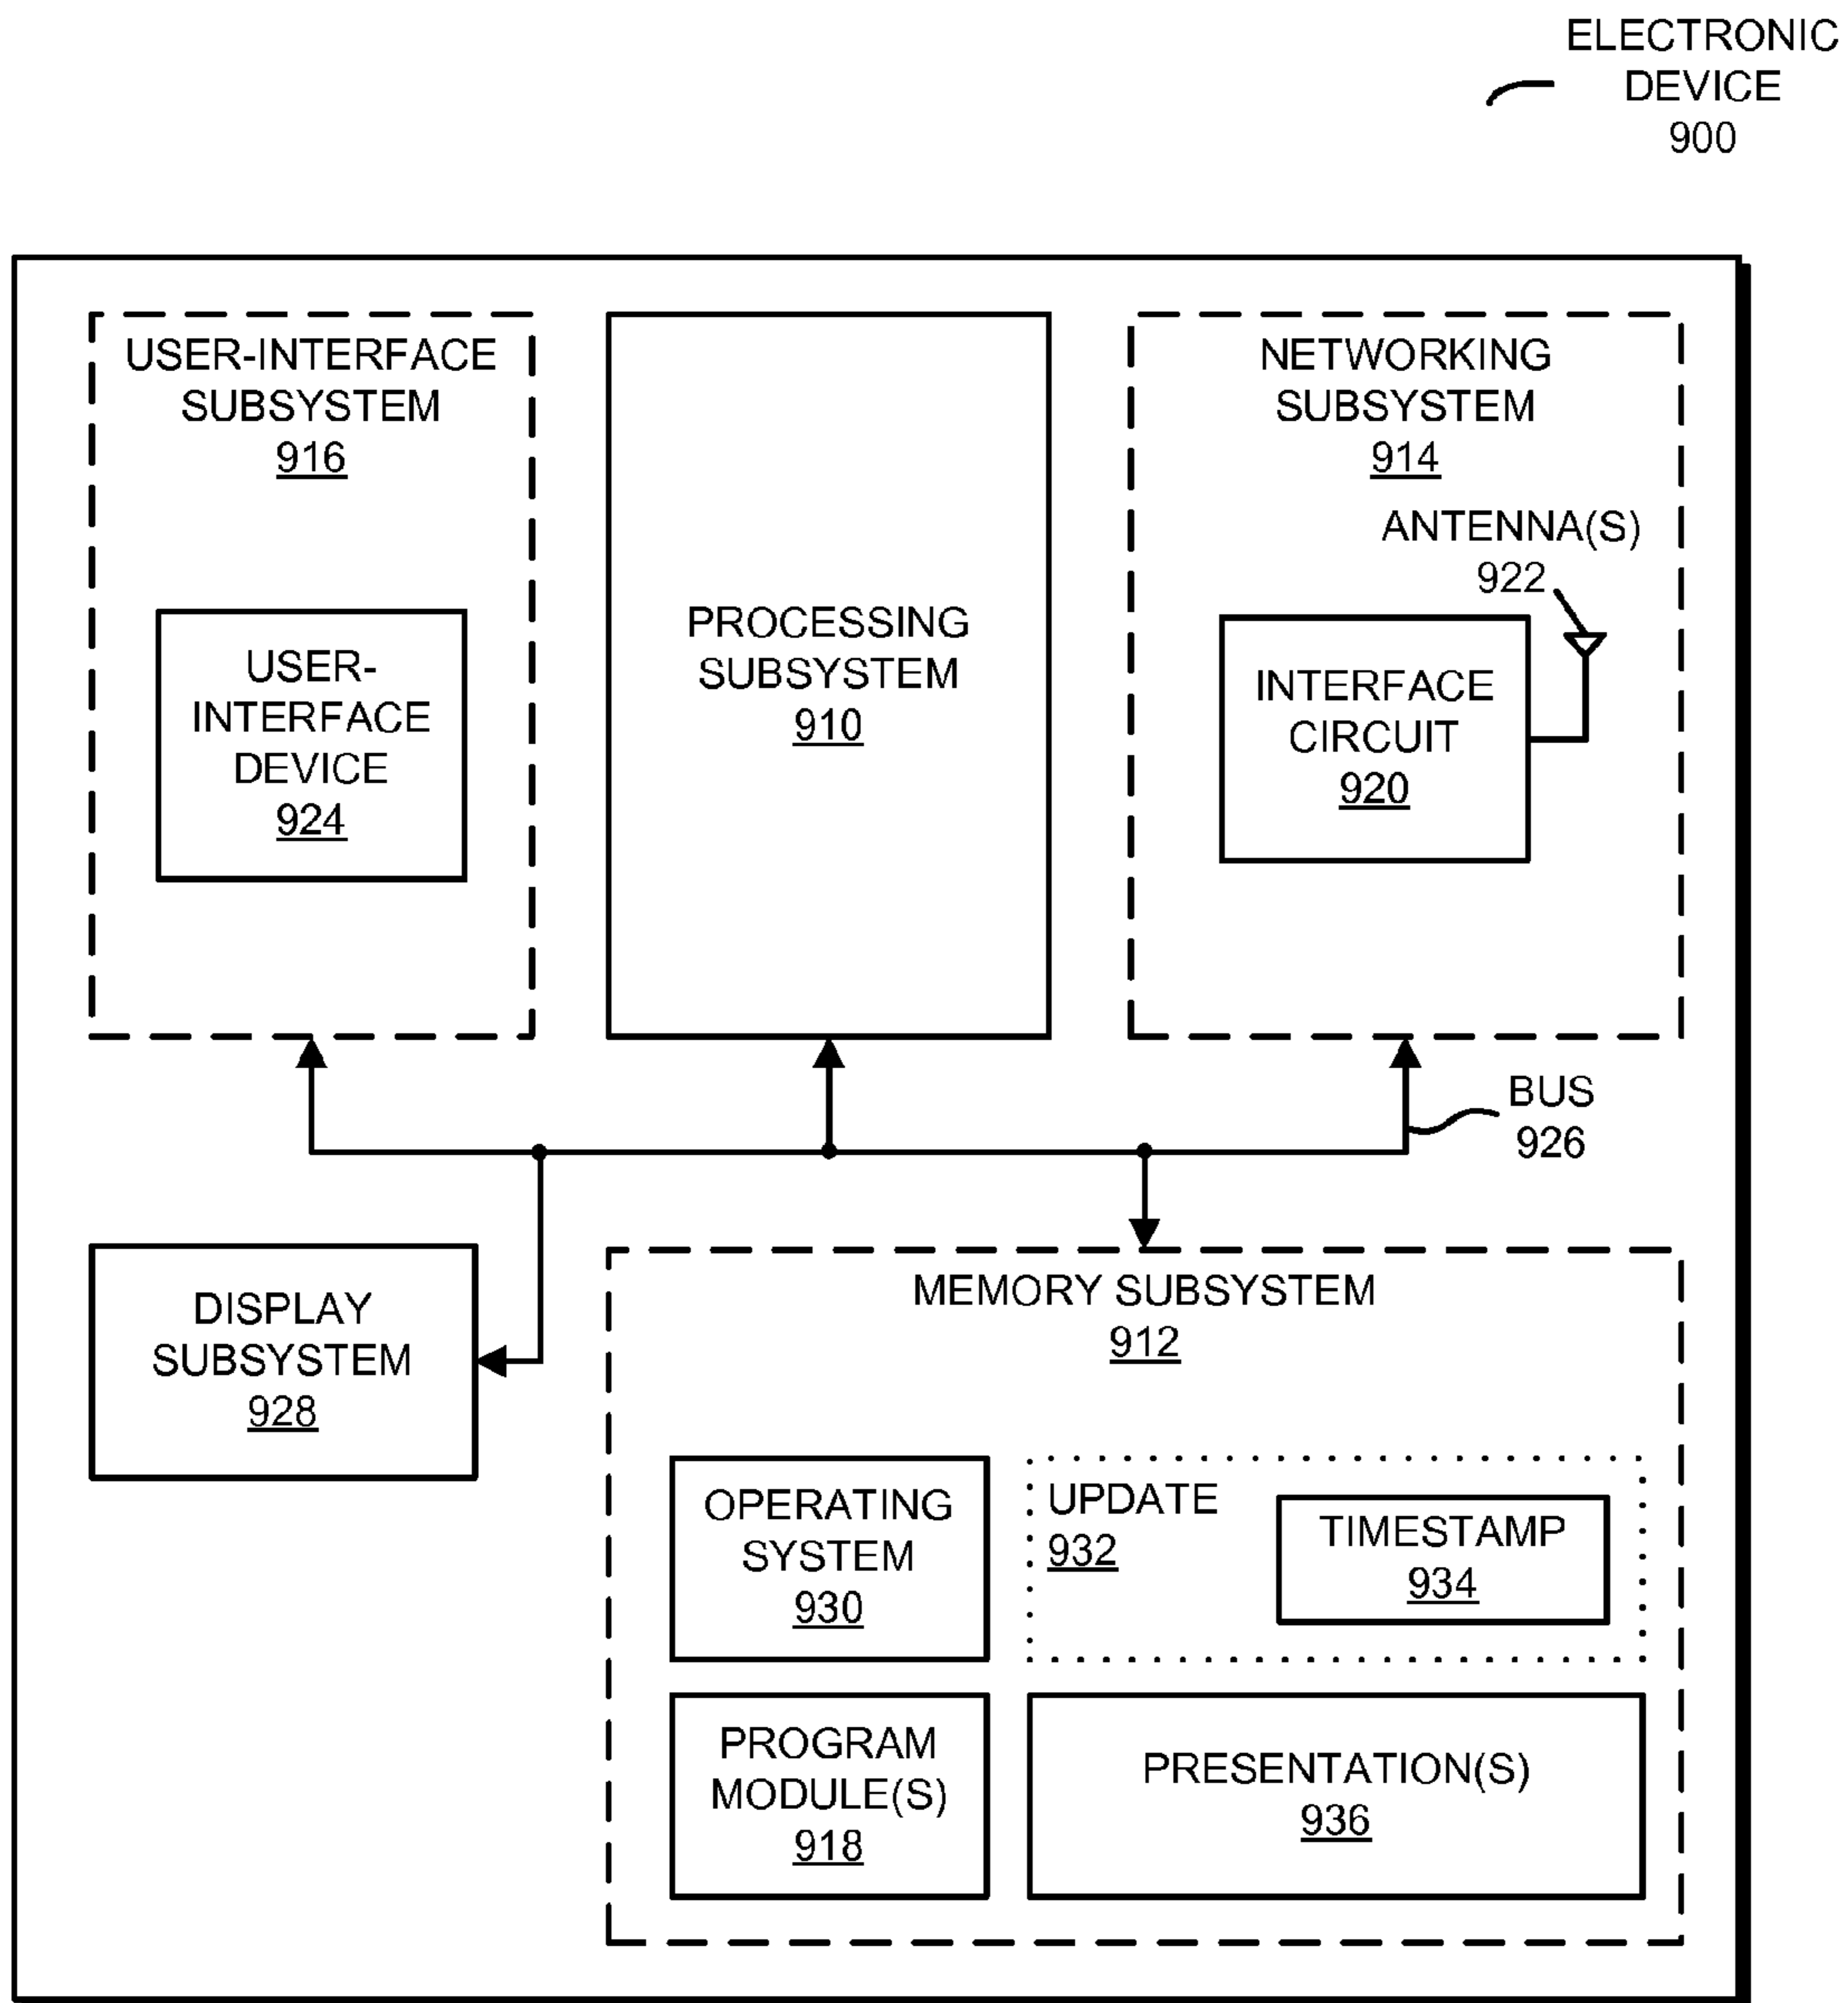 ELECTRONIC
DEVICE
900
USER-INTERFACE
SUBSYSTEM
916
USER-
INTERFACE
DEVICE
924
PROCESSING
SUBSYSTEM
910
NETWORKING
SUBSYSTEM
914
ANTENNA(S)
922
INTERFACE
CIRCUIT
920
BUS
926
DISPLAY
SUBSYSTEM
928
MEMORY SUBSYSTEM
912
OPERATING
SYSTEM
930
UPDATE
932
TIMESTAMP
934
PROGRAM
MODULE(S)
918
PRESENTATION(S)
936